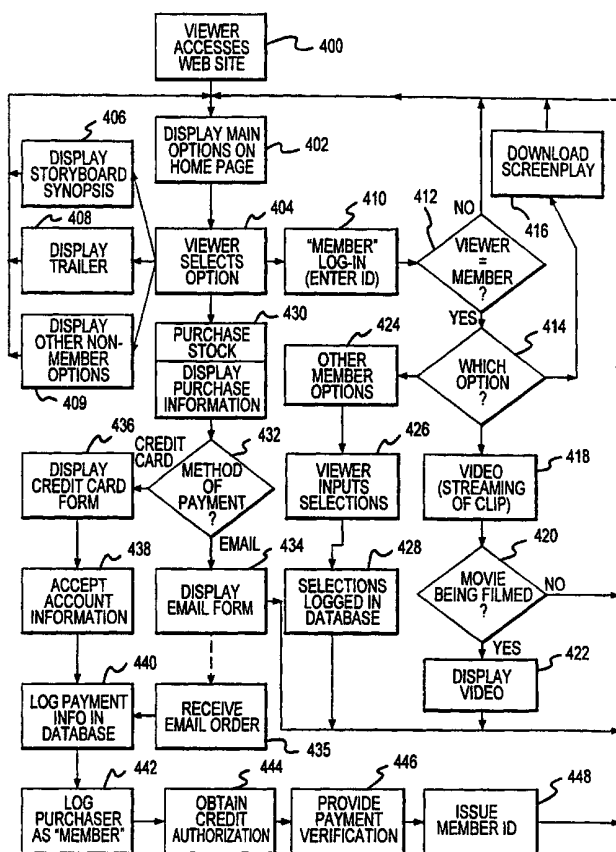 VIEWER
ACCESSES
WEB SITE
400
406
DISPLAY
STORYBOARD
SYNOPSIS
DISPLAY MAIN
OPTIONS ON
HOME PAGE
402
DOWNLOAD
SCREENPLAY
416
408
DISPLAY
TRAILER
404
VIEWER
SELECTS
OPTION
410
"MEMBER"
LOG-IN
(ENTER ID)
412
NO
VIEWER
=
MEMBER
?
YES
DISPLAY
OTHER NON-
MEMBER
OPTIONS
409
430
PURCHASE
STOCK
DISPLAY
PURCHASE
INFORMATION
424
OTHER
MEMBER
OPTIONS
414
WHICH
OPTION
?
436
CREDIT
CARD
DISPLAY
CREDIT CARD
FORM
432
METHOD
OF
PAYMENT
?
EMAIL
426
VIEWER
INPUTS
SELECTIONS
418
VIDEO
(STREAMING
OF CLIP)
438
ACCEPT
ACCOUNT
INFORMATION
434
DISPLAY
EMAIL FORM
428
SELECTIONS
LOGGED IN
DATABASE
420
MOVIE
BEING FILMED
?
NO
YES
440
LOG PAYMENT
INFO IN
DATABASE
RECEIVE
EMAIL ORDER
435
DISPLAY
VIDEO
422
442
LOG
PURCHASER
AS "MEMBER"
444
OBTAIN
CREDIT
AUTHORIZATION
446
PROVIDE
PAYMENT
VERIFICATION
448
ISSUE
MEMBER ID